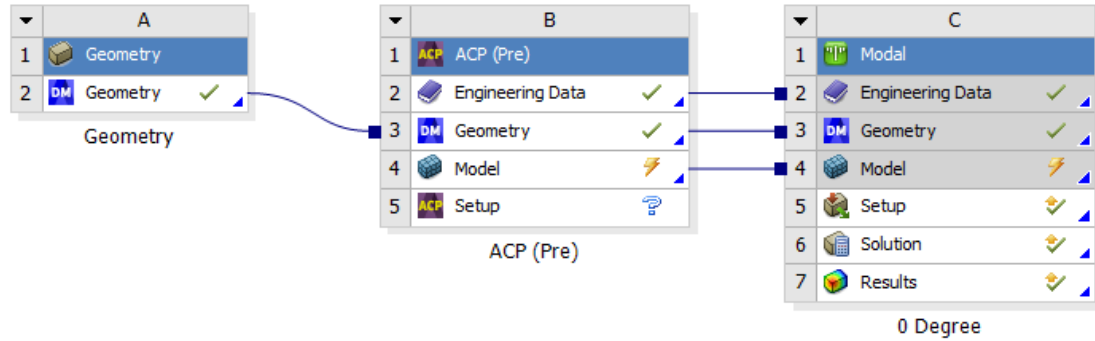 A
1 Geometry
2 DM Geometry
Geometry
B
1 ACP ACP (Pre)
2 Engineering Data
3 DM Geometry
4 Model
5 ACP Setup ?
ACP (Pre)
C
1 Modal
2 Engineering Data
3 DM Geometry
4 Model
5 Setup
6 Solution
7 Results
0 Degree